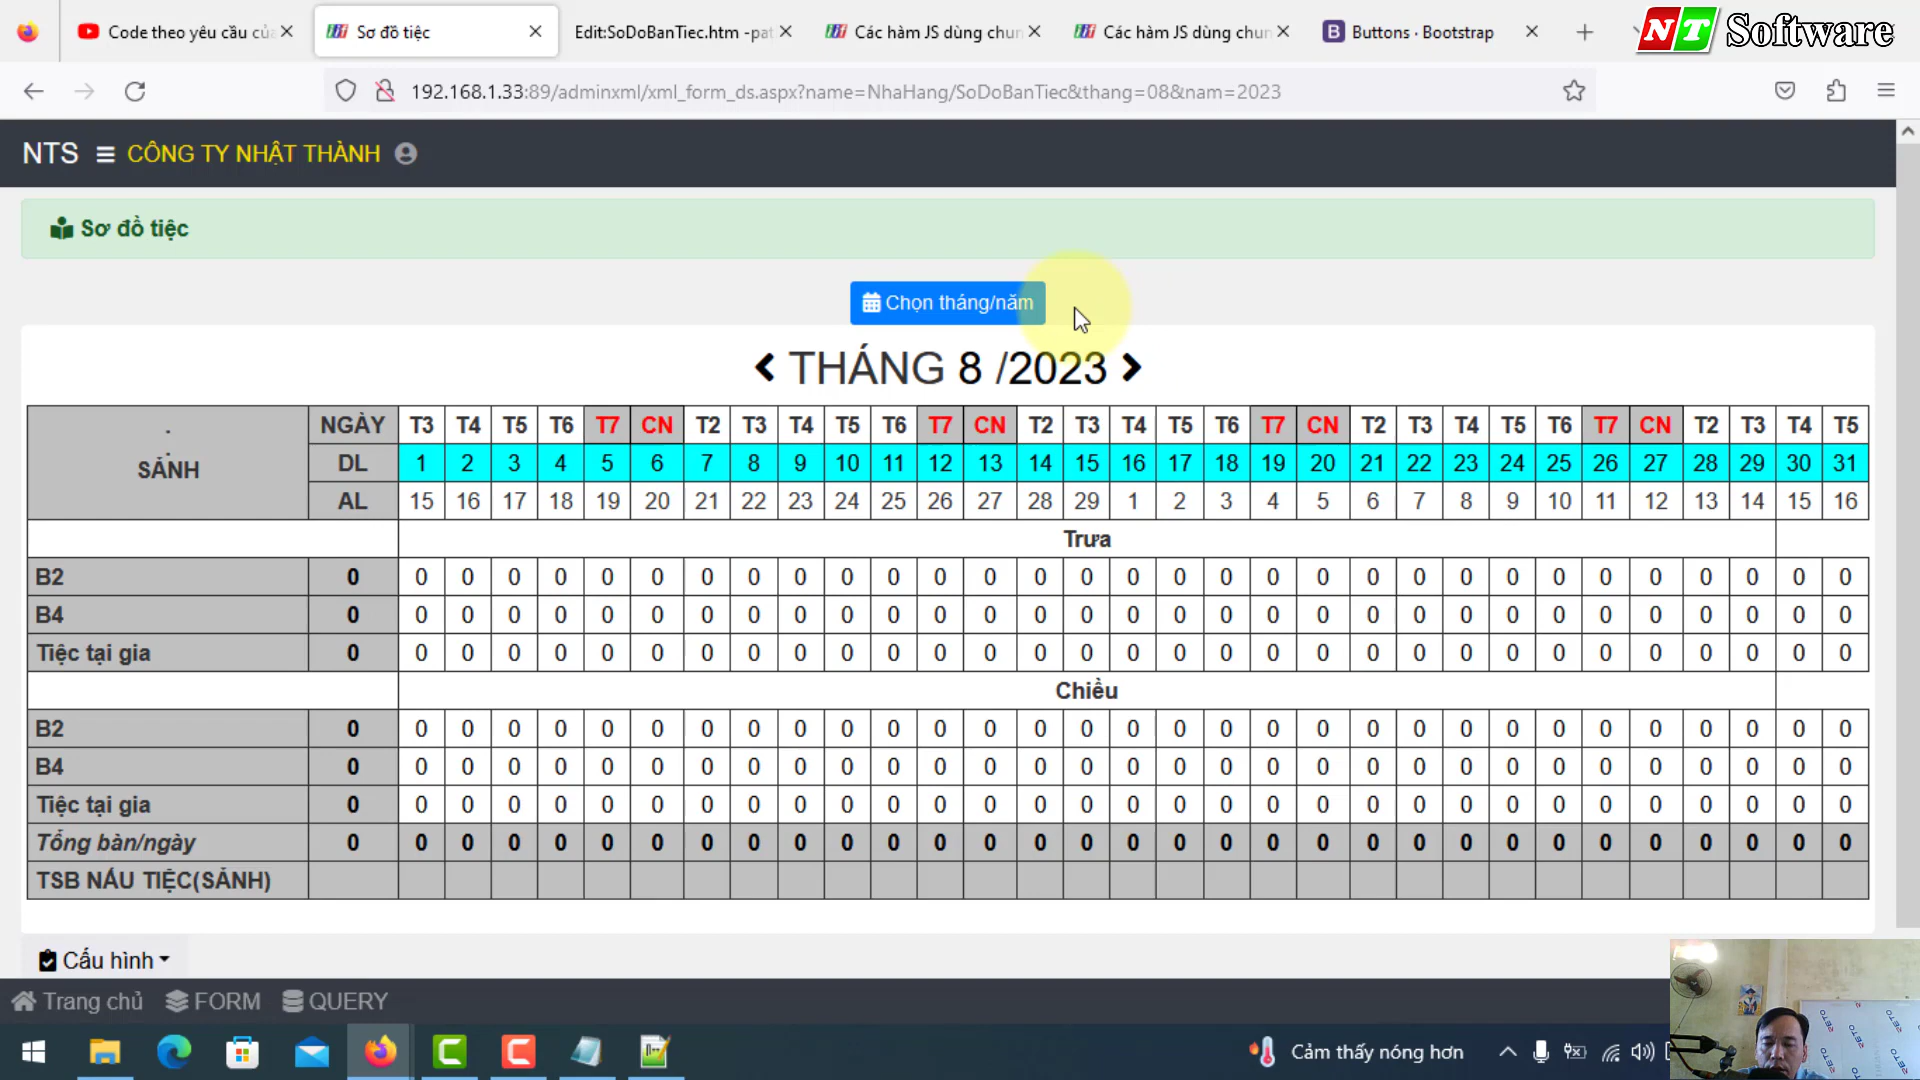 Code theo yêu cầu củ
Sơ đồ tiệc
Edit:SoDoBanTiec.htm -pat
Các hàm JS dùng chun
Các hàm JS dùng chun
Buttons · Bootstrap
NT Software
192.168.1.33:89/adminxml/xml_form_ds.aspx?name=NhaHang/SoDoBanTiec&thang=08&nam=2023
NTS CÔNG TY NHẬT THÀNH
Sơ đồ tiệc
Chọn tháng/năm
THÁNG 8 /2023
. NGÀY T3 T4 T5 T6 T7 CN T2 T3 T4 T5 T6 T7 CN T2 T3 T4 T5 T6 T7 CN T2 T3 T4 T5 T6 T7 CN T2 T3 T4 T5
SẢNH DL 1 2 3 4 5 6 7 8 9 10 11 12 13 14 15 16 17 18 19 20 21 22 23 24 25 26 27 28 29 30 31
AL 15 16 17 18 19 20 21 22 23 24 25 26 27 28 29 1 2 3 4 5 6 7 8 9 10 11 12 13 14 15 16
Trưa
B2 0 0 0 0 0 0 0 0 0 0 0 0 0 0 0 0 0 0 0 0 0 0 0 0 0 0 0 0 0 0 0 0
B4 0 0 0 0 0 0 0 0 0 0 0 0 0 0 0 0 0 0 0 0 0 0 0 0 0 0 0 0 0 0 0 0
Tiệc tại gia 0 0 0 0 0 0 0 0 0 0 0 0 0 0 0 0 0 0 0 0 0 0 0 0 0 0 0 0 0 0 0 0
Chiều
B2 0 0 0 0 0 0 0 0 0 0 0 0 0 0 0 0 0 0 0 0 0 0 0 0 0 0 0 0 0 0 0 0
B4 0 0 0 0 0 0 0 0 0 0 0 0 0 0 0 0 0 0 0 0 0 0 0 0 0 0 0 0 0 0 0 0
Tiệc tại gia 0 0 0 0 0 0 0 0 0 0 0 0 0 0 0 0 0 0 0 0 0 0 0 0 0 0 0 0 0 0 0 0
Tổng bàn/ngày 0 0 0 0 0 0 0 0 0 0 0 0 0 0 0 0 0 0 0 0 0 0 0 0 0 0 0 0 0 0 0 0
TSB NẤU TIỆC(SẢNH)
Cấu hình
Trang chủ FORM QUERY
Cảm thấy nóng hơn